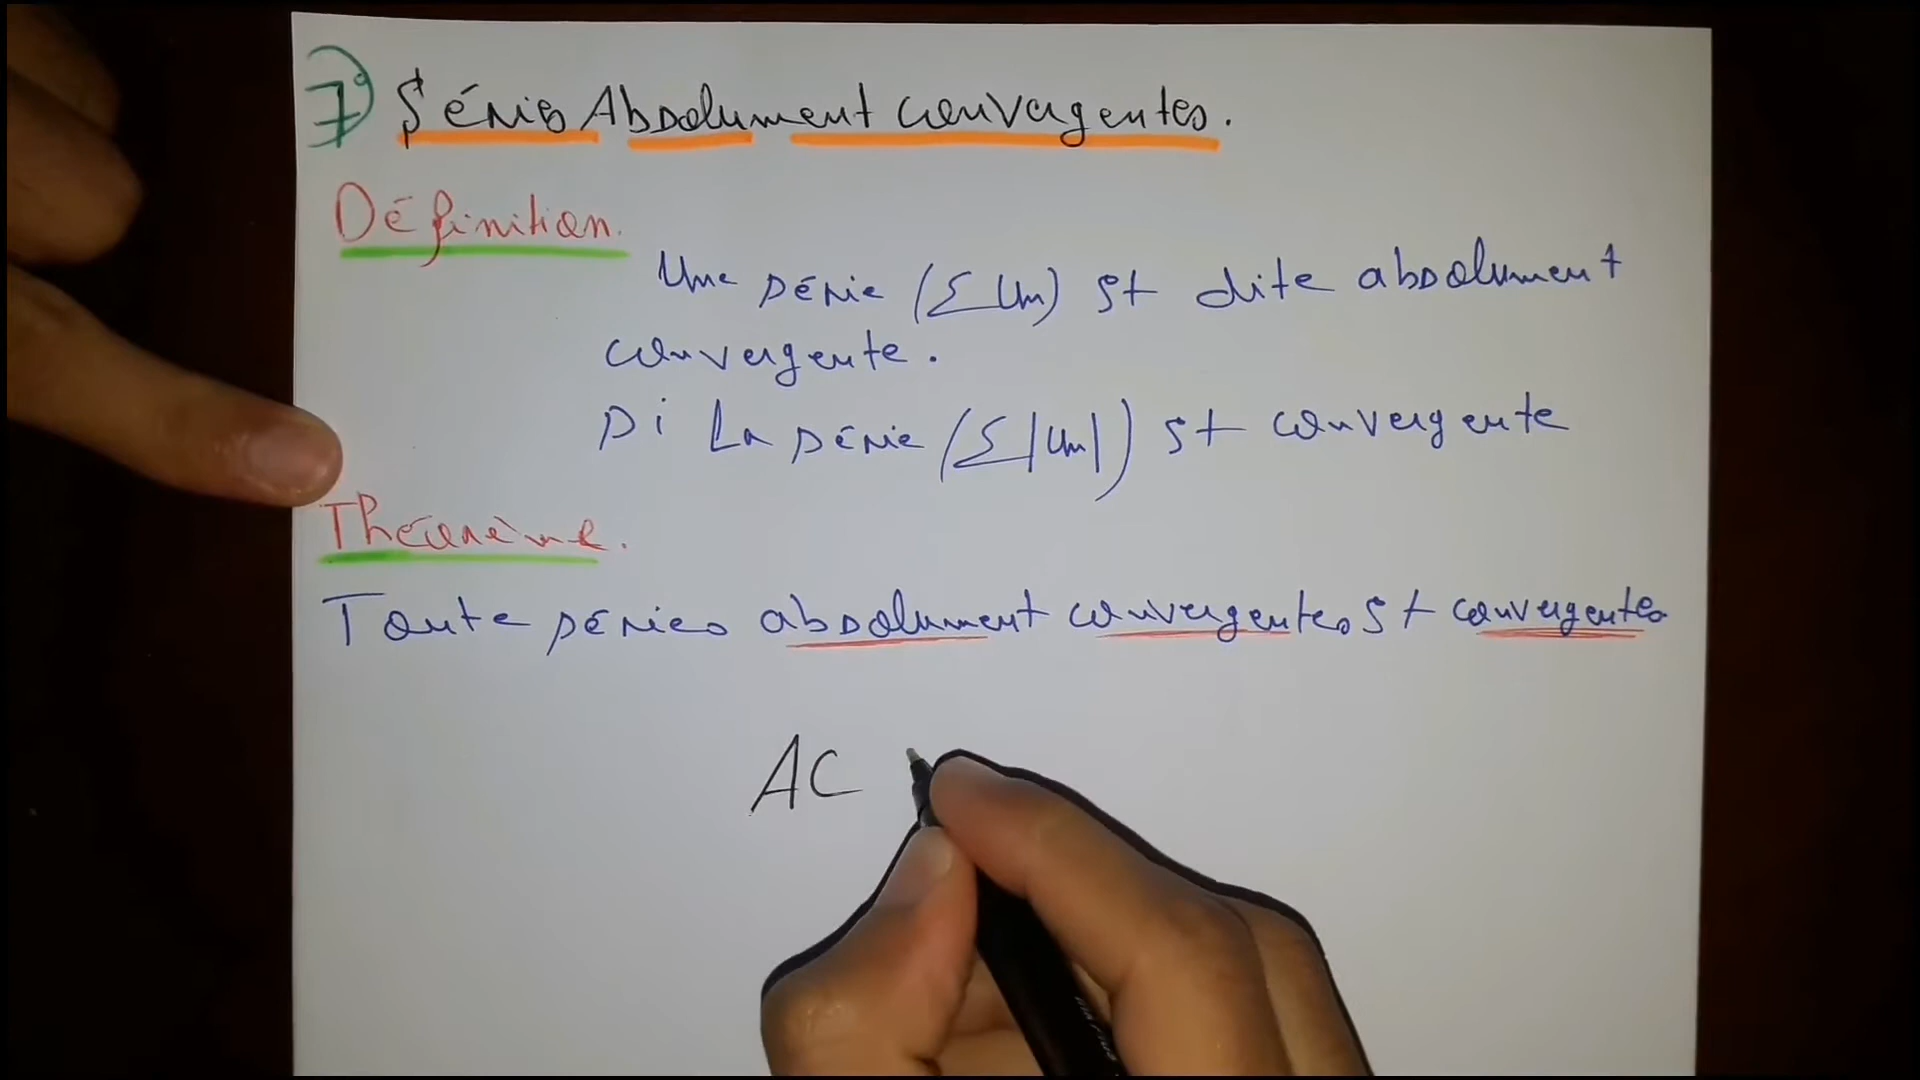 7°) Séries Absolument convergentes.
Définition.
Une série (∑ Un) st dite absolument
convergente.
si La série (∑ |Un|) st convergente
Théorème.
Toute séries absolument convergentes st convergentes
AC